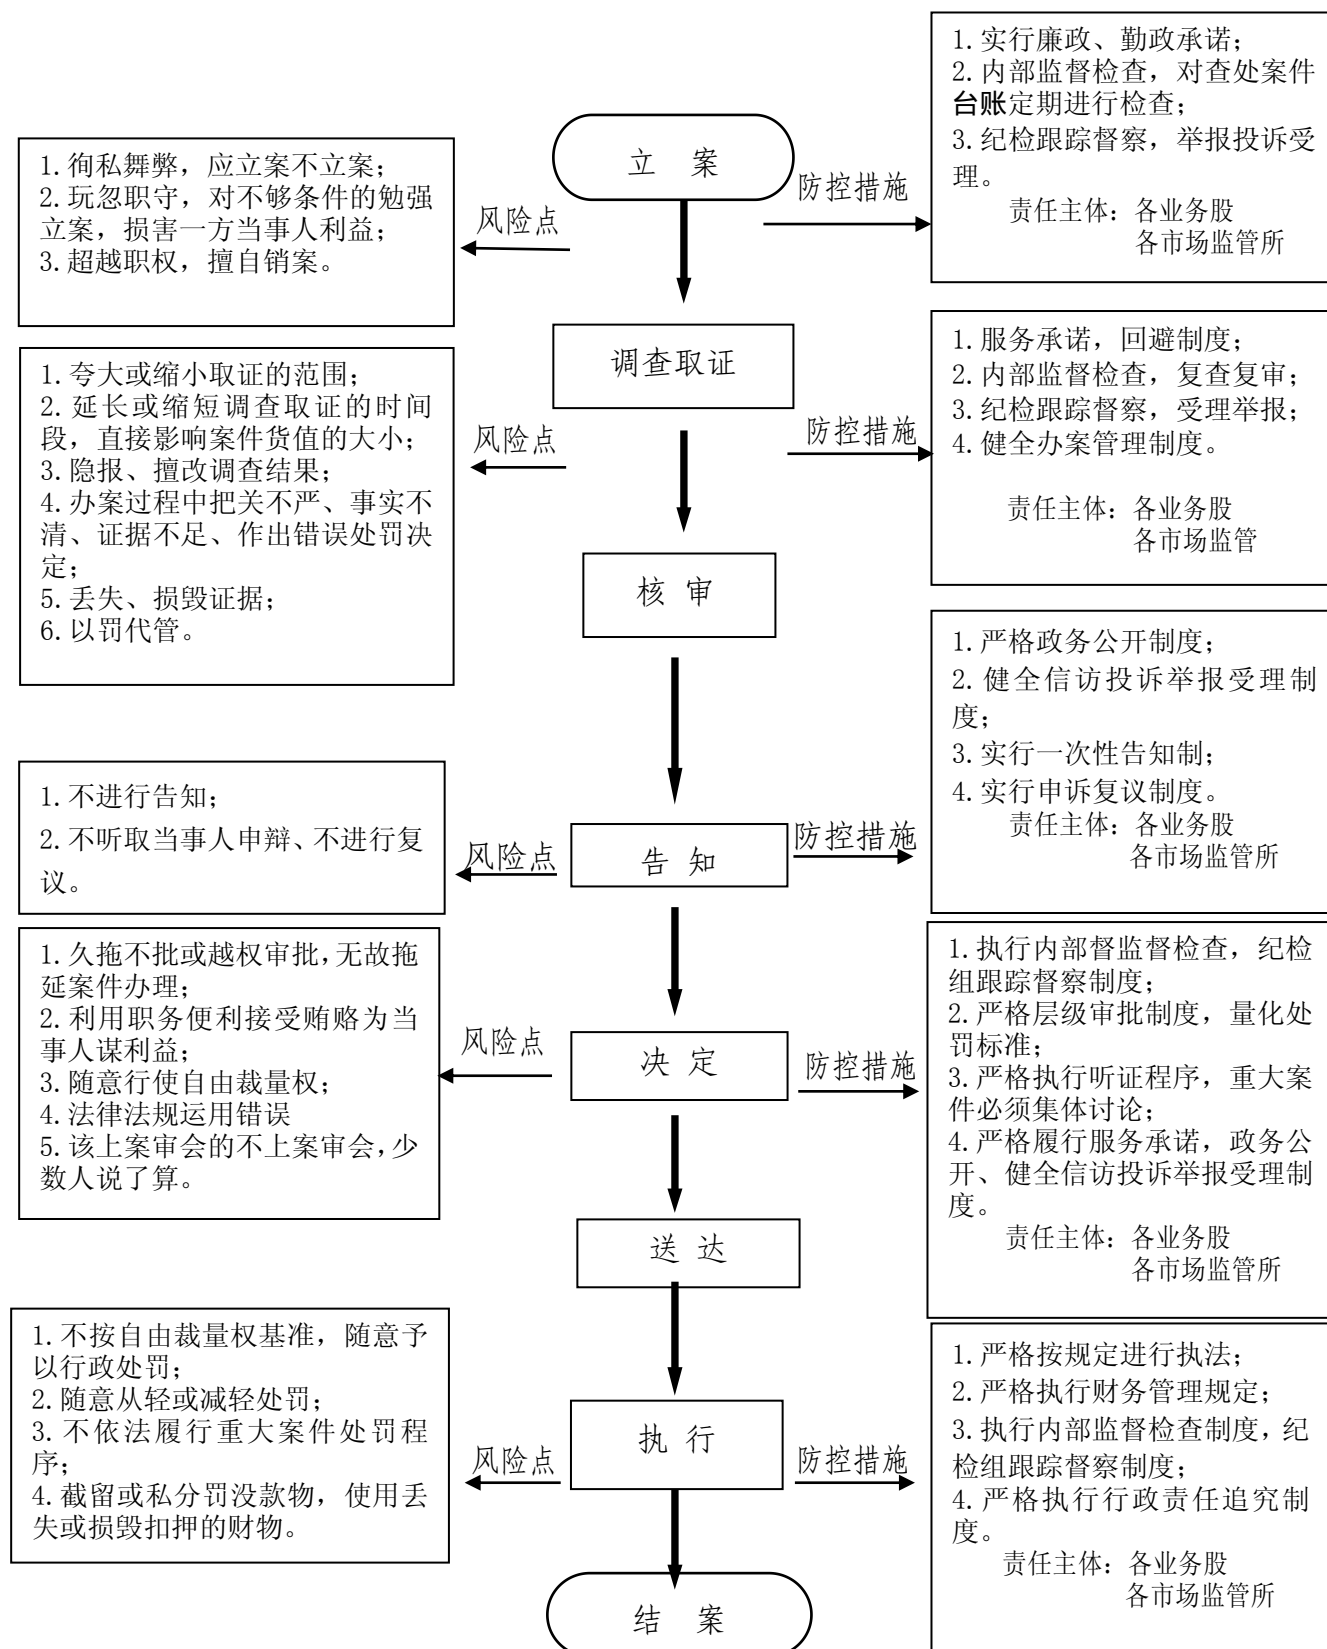 立 案
1.徇私舞弊，应立案不立案；
2.玩忽职守，对不够条件的勉强
立案，损害一方当事人利益；
3.超越职权，擅自销案。
风险点
防控措施
1.实行廉政、勤政承诺；
2.内部监督检查，对查处案件
台账定期进行检查；
3.纪检跟踪督察，举报投诉受
理。
责任主体：各业务股
各市场监管所
调查取证
1.夸大或缩小取证的范围；
2.延长或缩短调查取证的时间
段，直接影响案件货值的大小；
3.隐报、擅改调查结果；
4.办案过程中把关不严、事实不
清、证据不足、作出错误处罚决
定；
5.丢失、损毁证据；
6.以罚代管。
风险点
防控措施
1.服务承诺，回避制度；
2.内部监督检查，复查复审；
3.纪检跟踪督察，受理举报；
4.健全办案管理制度。
责任主体：各业务股
各市场监管
核 审
告 知
1.不进行告知；
2.不听取当事人申辩、不进行复
议。
风险点
防控措施
1.严格政务公开制度；
2.健全信访投诉举报受理制
度；
3.实行一次性告知制；
4.实行申诉复议制度。
责任主体：各业务股
各市场监管所
决 定
1.久拖不批或越权审批，无故拖
延案件办理；
2.利用职务便利接受贿赂为当
事人谋利益；
3.随意行使自由裁量权；
4.法律法规运用错误
5.该上案审会的不上案审会，少
数人说了算。
风险点
防控措施
1.执行内部督监督检查，纪检
组跟踪督察制度；
2.严格层级审批制度，量化处
罚标准；
3.严格执行听证程序，重大案
件必须集体讨论；
4.严格履行服务承诺，政务公
开、健全信访投诉举报受理制
度。
责任主体：各业务股
各市场监管所
送 达
执 行
1.不按自由裁量权基准，随意予
以行政处罚；
2.随意从轻或减轻处罚；
3.不依法履行重大案件处罚程
序；
4.截留或私分罚没款物，使用丢
失或损毁扣押的财物。
风险点
防控措施
1.严格按规定进行执法；
2.严格执行财务管理规定；
3.执行内部监督检查制度，纪
检组跟踪督察制度；
4.严格执行行政责任追究制
度。
责任主体：各业务股
各市场监管所
结 案